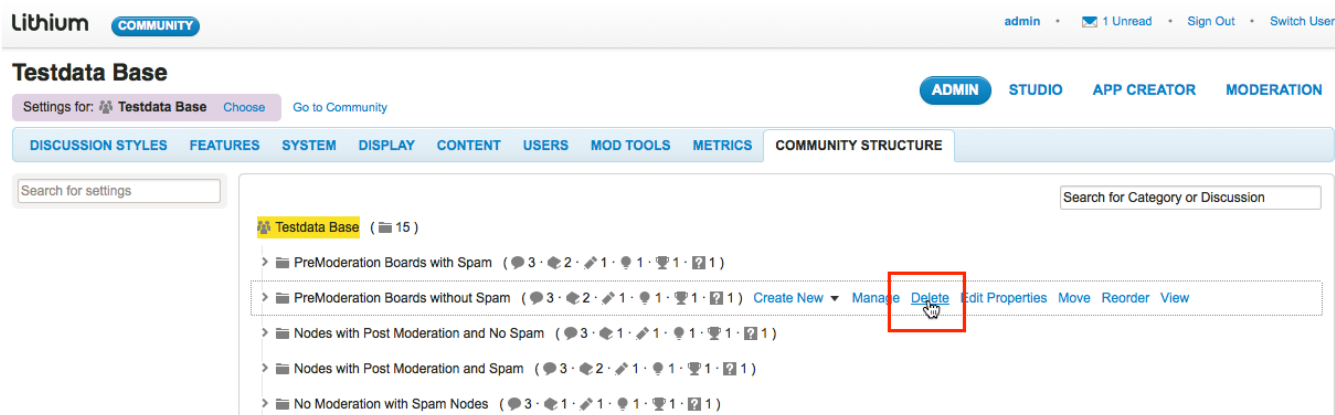 Lithium COMMUNITY
admin • 1 Unread • Sign Out • Switch User
Testdata Base
Settings for: Testdata Base Choose Go to Community
ADMIN STUDIO APP CREATOR MODERATION
DISCUSSION STYLES FEATURES SYSTEM DISPLAY CONTENT USERS MOD TOOLS METRICS COMMUNITY STRUCTURE
Search for settings
Search for Category or Discussion
Testdata Base ( 15 )
PreModeration Boards with Spam ( 3 · 2 · 1 · 1 · 1 · 1 )
PreModeration Boards without Spam ( 3 · 2 · 1 · 1 · 1 · 1 ) Create New Manage Delete Edit Properties Move Reorder View
Nodes with Post Moderation and No Spam ( 3 · 1 · 1 · 1 · 1 · 1 )
Nodes with Post Moderation and Spam ( 3 · 2 · 1 · 1 · 1 · 1 )
No Moderation with Spam Nodes ( 3 · 1 · 1 · 1 · 1 · 1 )